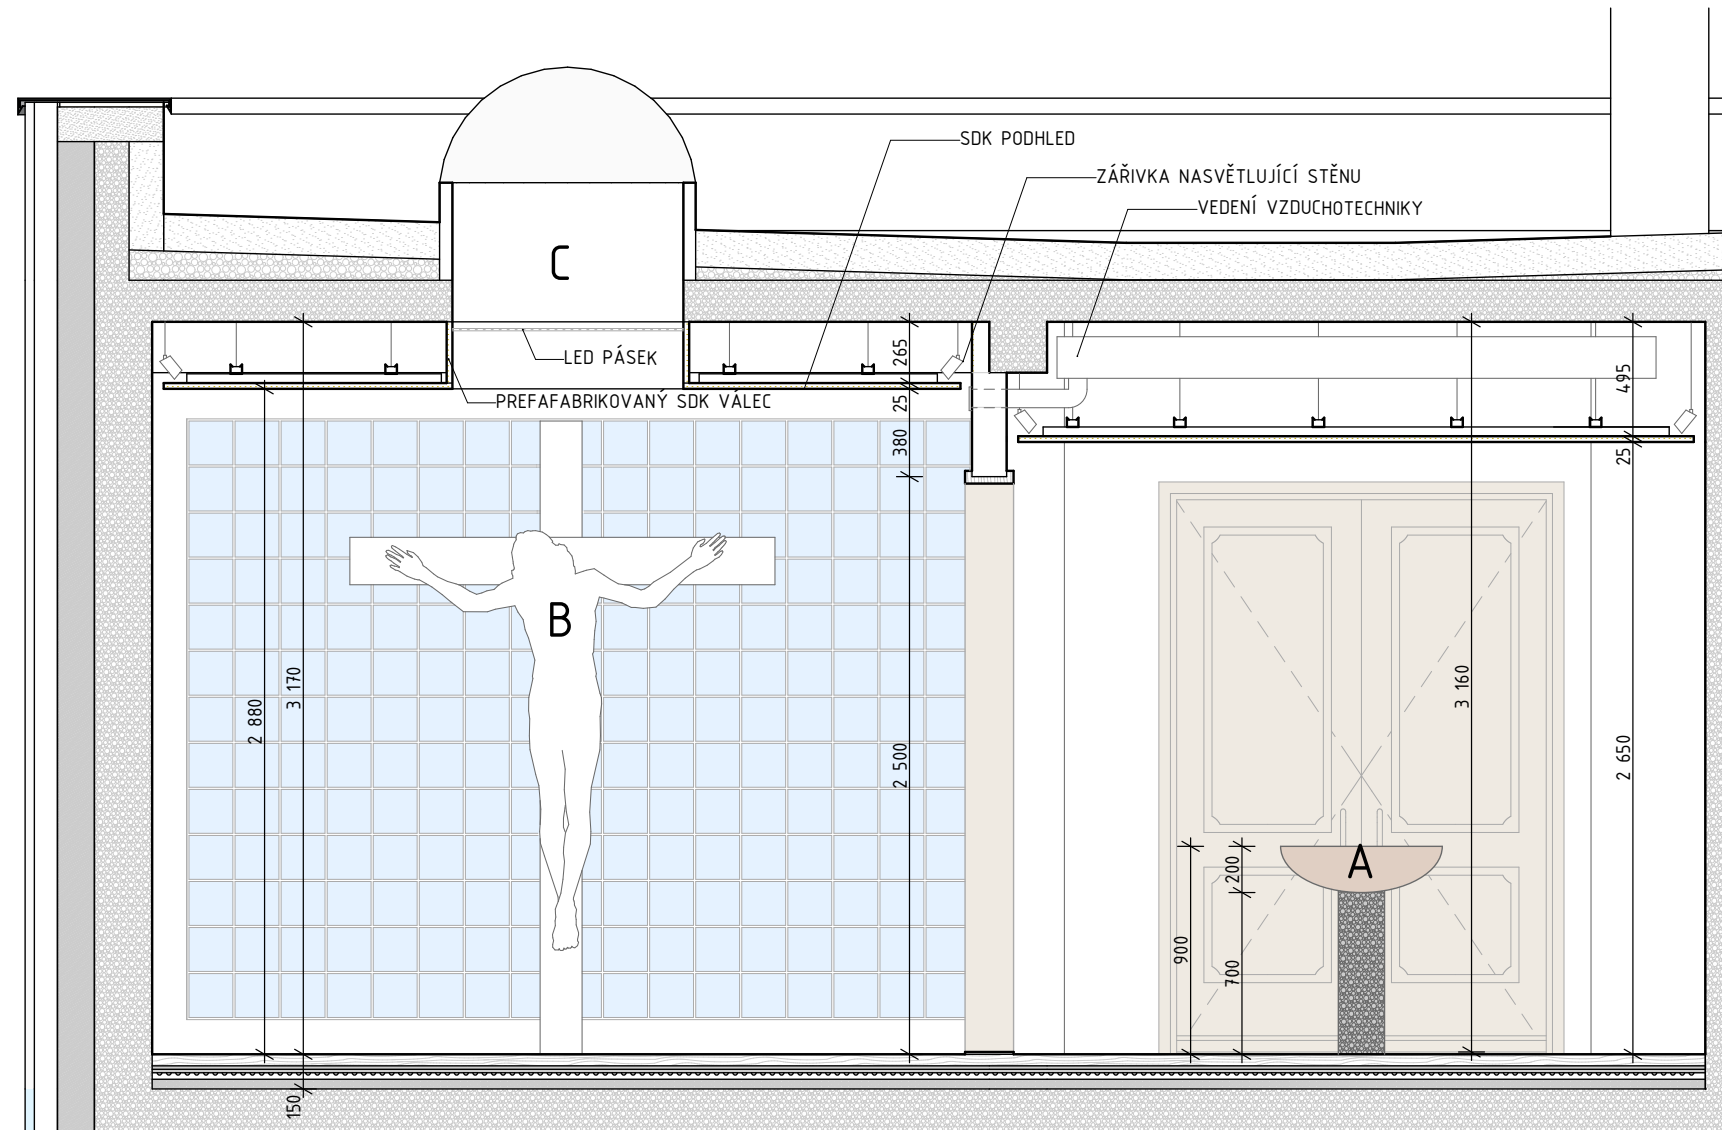 SDK PODHLED
ZÁŘIVKA NASVĚTLUJÍCÍ STĚNU
VEDENÍ VZDUCHOTECHNIKY
C
LED PÁSEK
PREFAFABRIKOVANÝ SDK VÁLEC
265
25
380
495
25
B
2 880
3 170
2 500
3 160
2 650
A
200
900
700
150